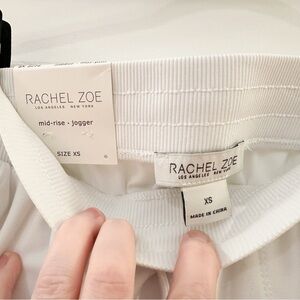 RACHEL ZOE
LOS ANGELES NEW YORK
mid-rise • jogger
SIZE XS
RACHEL ZOE
LOS ANGELES NEW YORK
XS
MADE IN CHINA